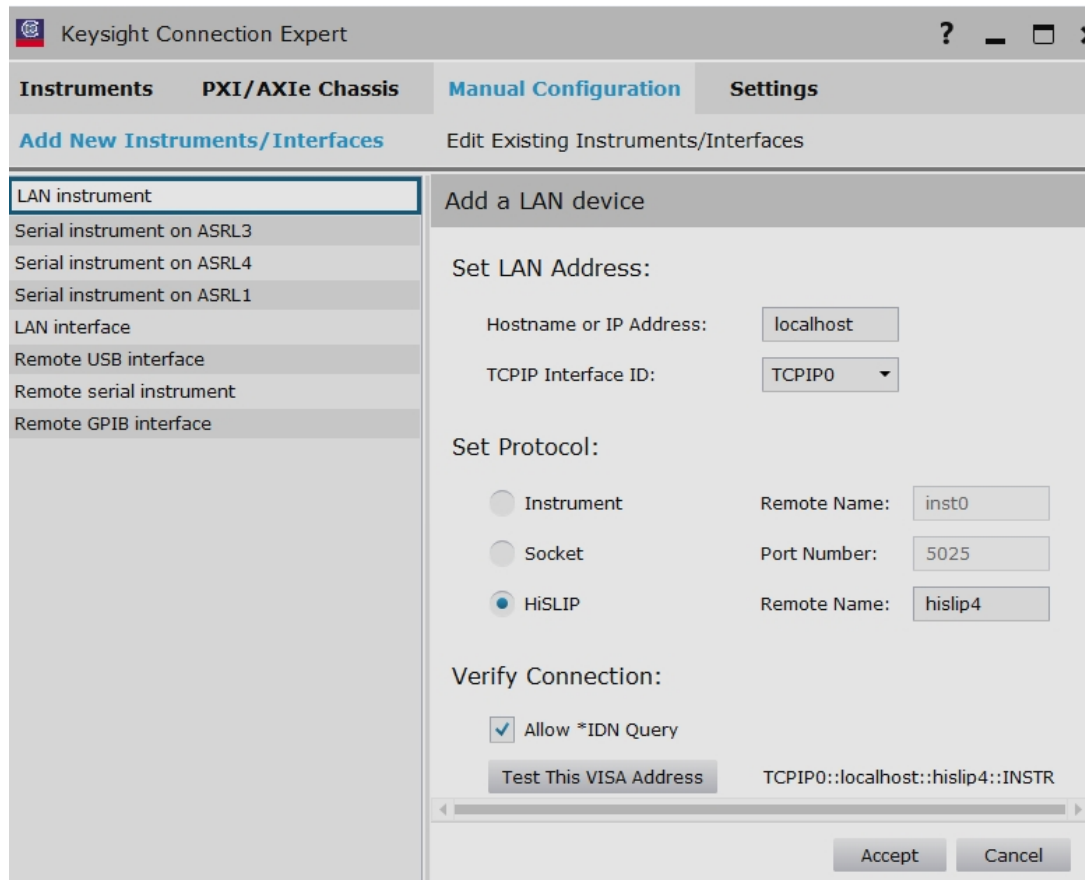 Keysight Connection Expert
?
Instruments PXI/AXIe Chassis Manual Configuration Settings
Add New Instruments/Interfaces Edit Existing Instruments/Interfaces
LAN instrument
Serial instrument on ASRL3
Serial instrument on ASRL4
Serial instrument on ASRL1
LAN interface
Remote USB interface
Remote serial instrument
Remote GPIB interface
Add a LAN device
Set LAN Address:
Hostname or IP Address: localhost
TCPIP Interface ID: TCPIP0
Set Protocol:
Instrument Remote Name: inst0
Socket Port Number: 5025
HiSLIP Remote Name: hislip4
Verify Connection:
Allow *IDN Query
Test This VISA Address TCPIP0::localhost::hislip4::INSTR
Accept Cancel